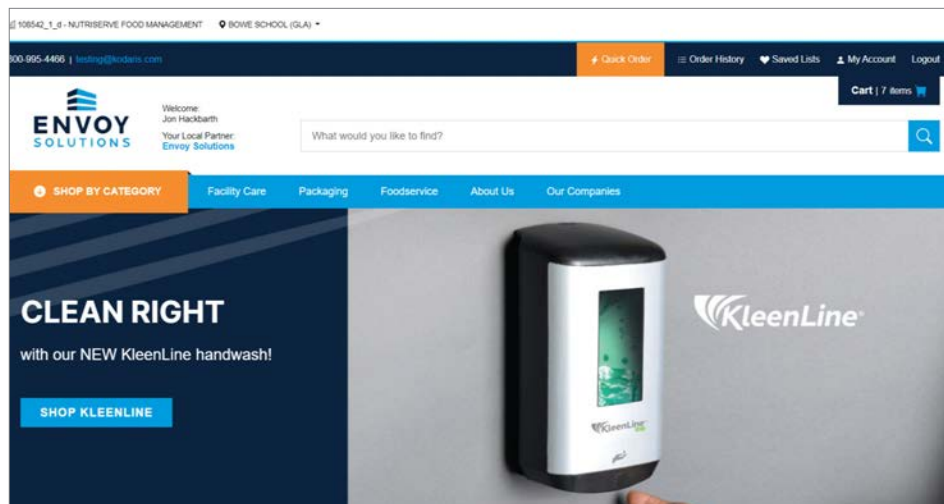 108542_1_d - NUTRISERVE FOOD MANAGEMENT BOWE SCHOOL (GLA)
800-995-4466 | testing@kodaris.com Quick Order Order History Saved Lists My Account Logout
Cart | 7 items
ENVOY
SOLUTIONS
Welcome:
Jon Hackbarth
Your Local Partner:
Envoy Solutions
What would you like to find?
SHOP BY CATEGORY Facility Care Packaging Foodservice About Us Our Companies
CLEAN RIGHT
with our NEW KleenLine handwash!
SHOP KLEENLINE
KleenLine®
KleenLine